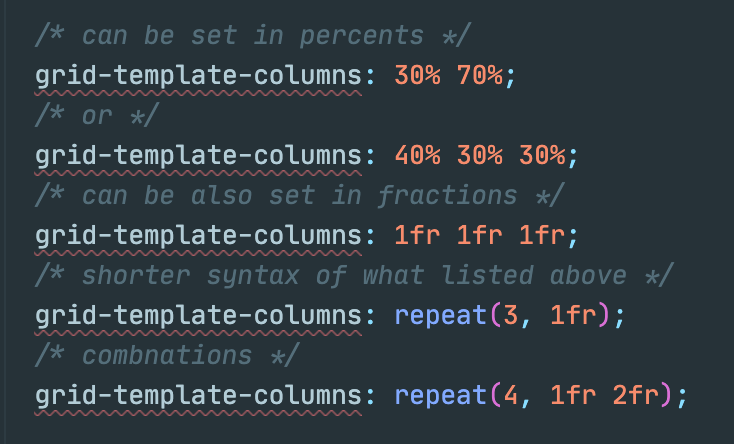 /* can be set in percents */
grid-template-columns: 30% 70%;
/* or */
grid-template-columns: 40% 30% 30%;
/* can be also set in fractions */
grid-template-columns: 1fr 1fr 1fr;
/* shorter syntax of what listed above */
grid-template-columns: repeat(3, 1fr);
/* combnations */
grid-template-columns: repeat(4, 1fr 2fr);